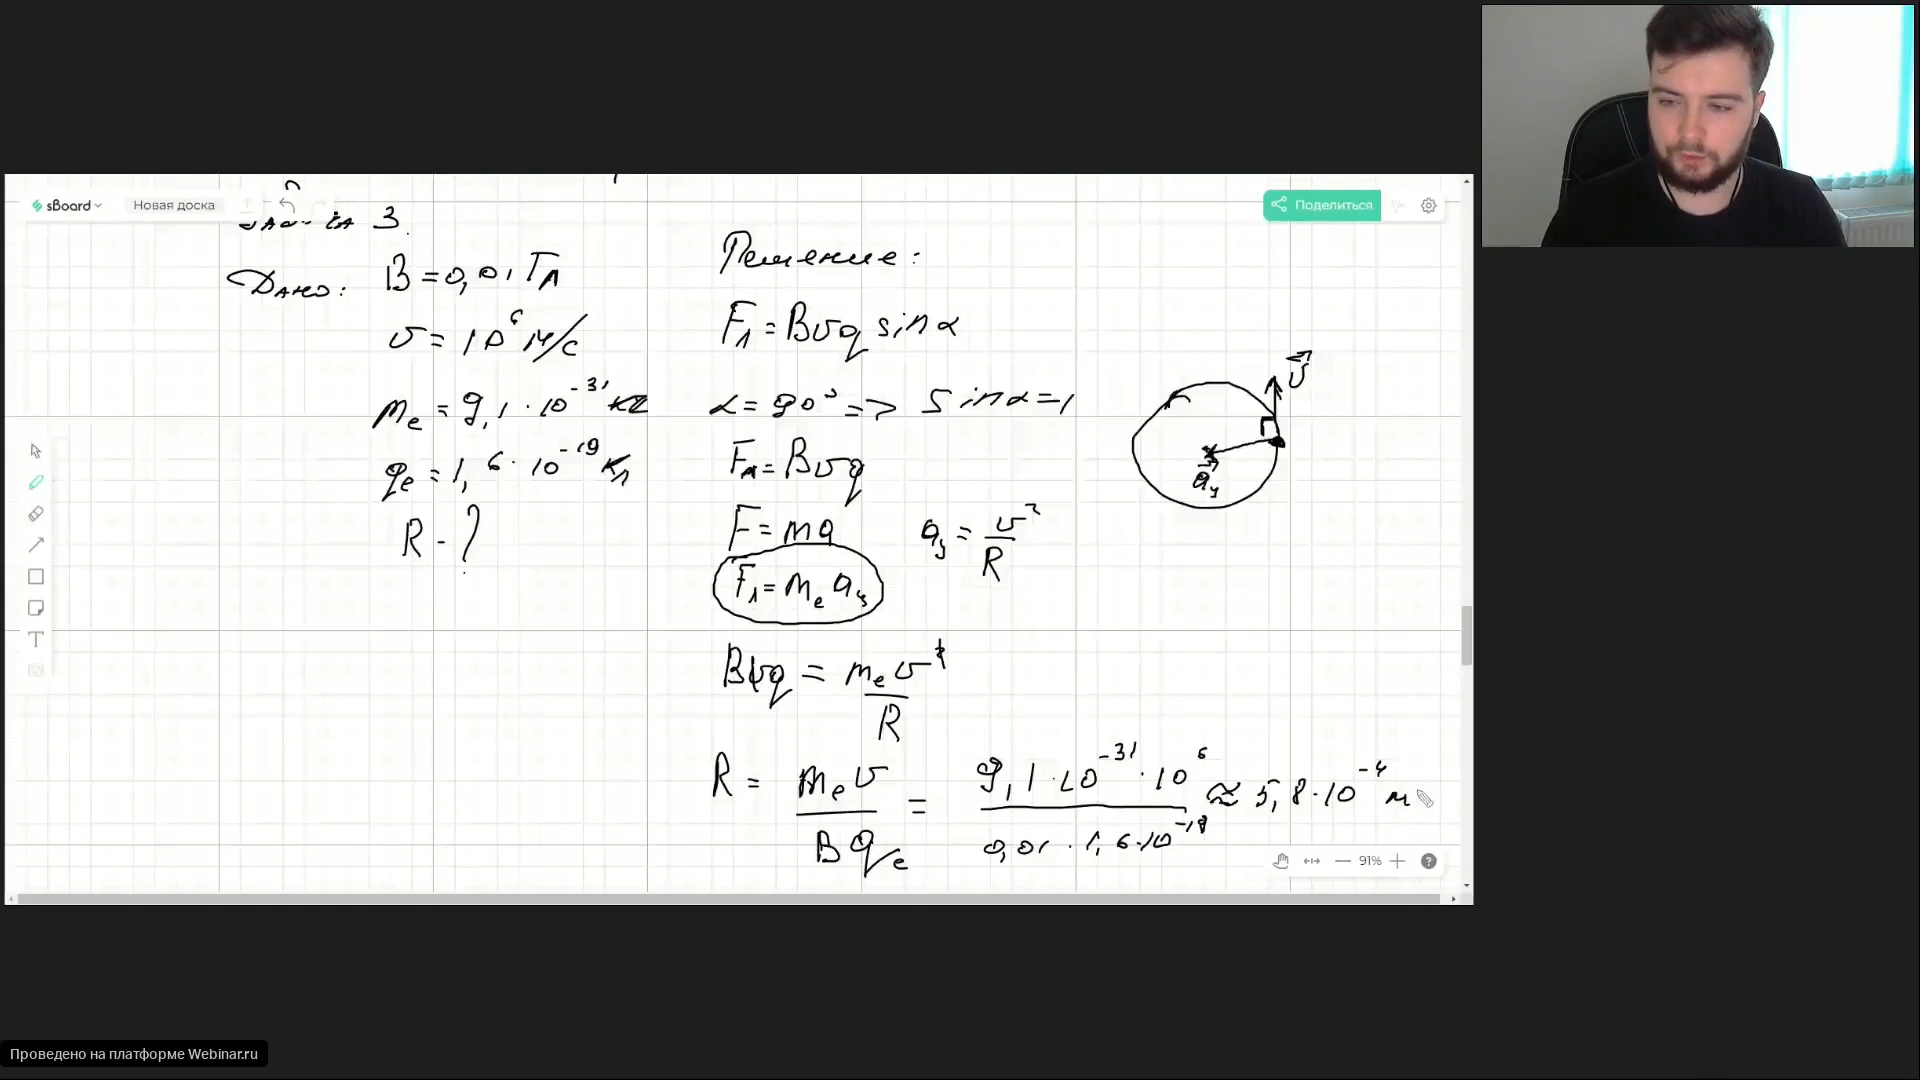 sBoard
Новая доска
Поделиться
Задача 3.
Дано: B = 0,01 Тл
υ = 10⁶ м/с
mₑ = 9,1 · 10⁻³¹ кг
qₑ = 1,6 · 10⁻¹⁹ Кл
R - ?
Решение:
Fл = Bυq sinα
α = 90° => sinα = 1
Fл = Bυq
F = ma aц = υ²/R
Fл = mₑaц
υ⃗
a⃗ц
Bυq = mₑυ²/R
R = mₑυ/Bqₑ = 9,1 · 10⁻³¹ · 10⁶/0,01 · 1,6 · 10⁻¹⁹ ≈ 5,8 · 10⁻⁴ м
91%
Проведено на платформе Webinar.ru